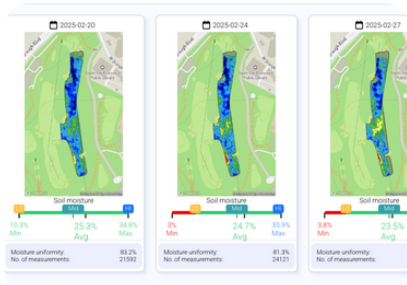 2025-02-20
Soil moisture
LO Mid HI
10.3% 25.3% 34.8%
Min Avg. Max
Moisture uniformity: 83.2%
No. of measurements: 21592
2025-02-24
Soil moisture
LO Mid HI
3% 24.7% 35.9%
Min Avg. Max
Moisture uniformity: 81.3%
No. of measurements: 24121
2025-02-27
Soil moisture
LO Mid
3.8% 23.5%
Min Avg.
Moisture uniformity:
No. of measurements: